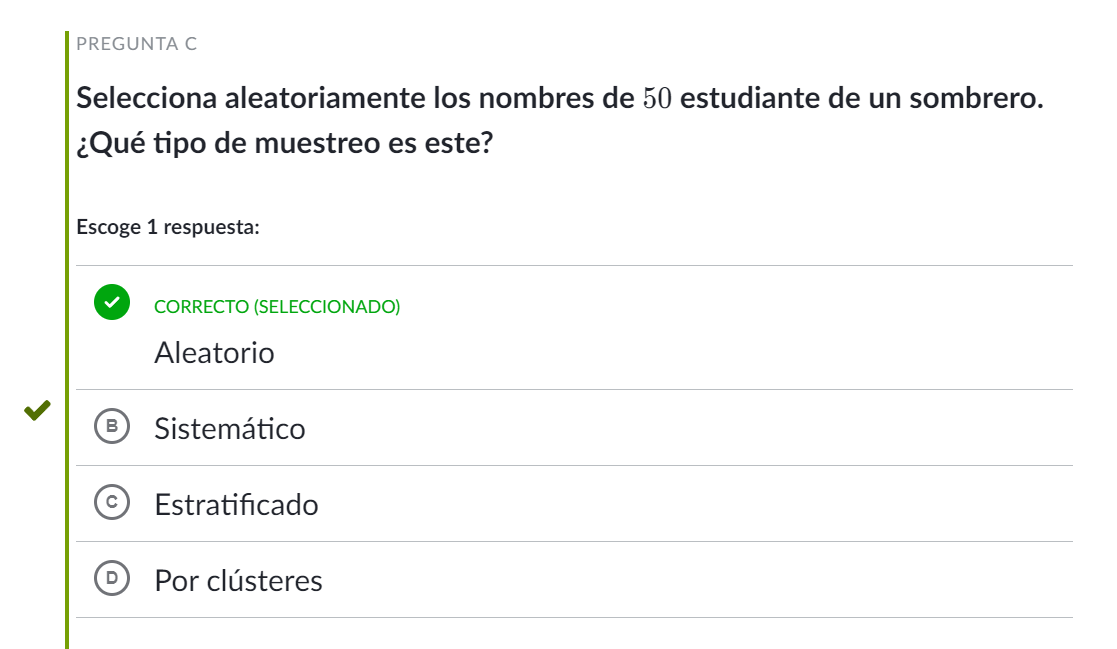 PREGUNTA C
Selecciona aleatoriamente los nombres de 50 estudiante de un sombrero.
¿Qué tipo de muestreo es este?
Escoge 1 respuesta:
CORRECTO (SELECCIONADO)
Aleatorio
B Sistemático
C Estratificado
D Por clústeres